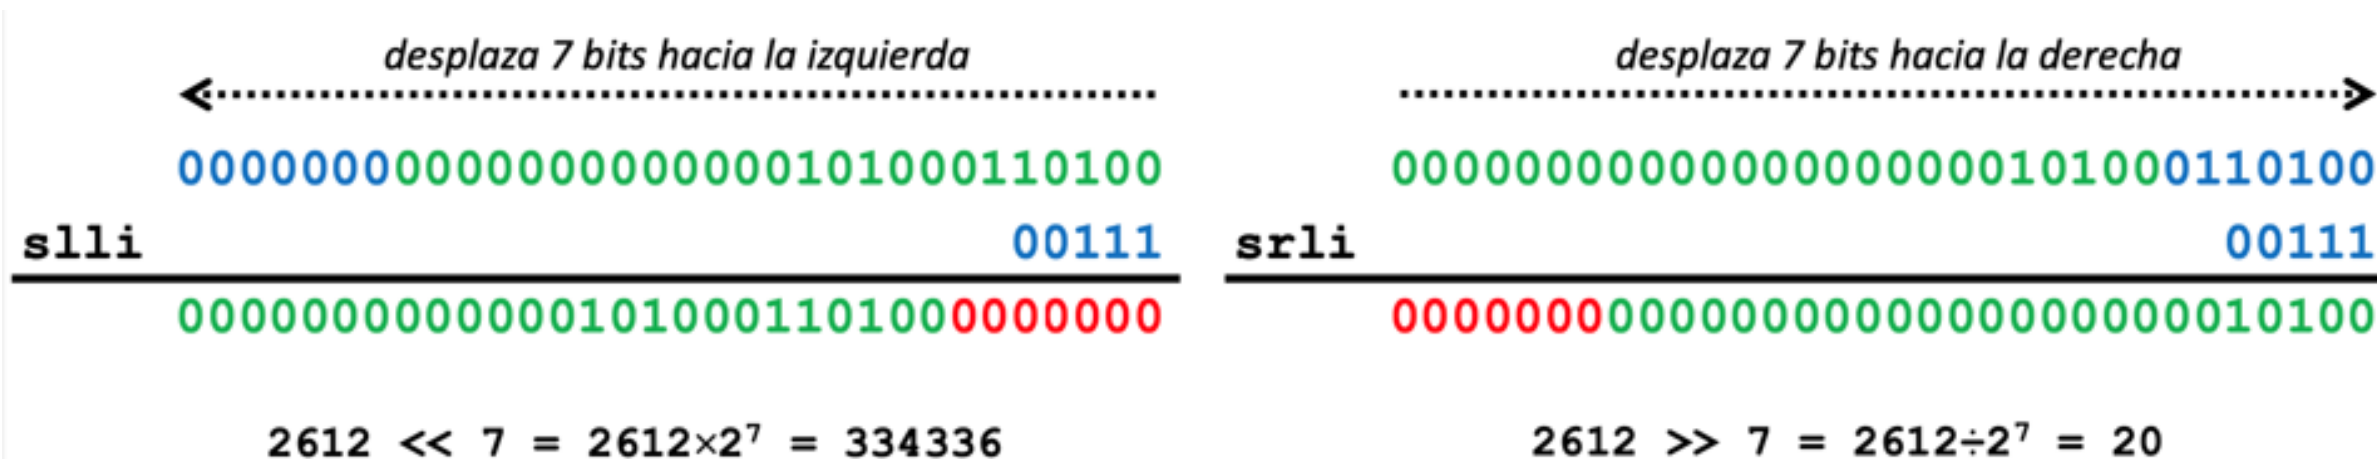 desplaza 7 bits hacia la izquierda
00000000000000000000101000110100
slli 00111
00000000000001010001101000000000
2612 << 7 = 2612×2⁷ = 334336
desplaza 7 bits hacia la derecha
00000000000000000000101000110100
srli 00111
00000000000000000000000000010100
2612 >> 7 = 2612÷2⁷ = 20